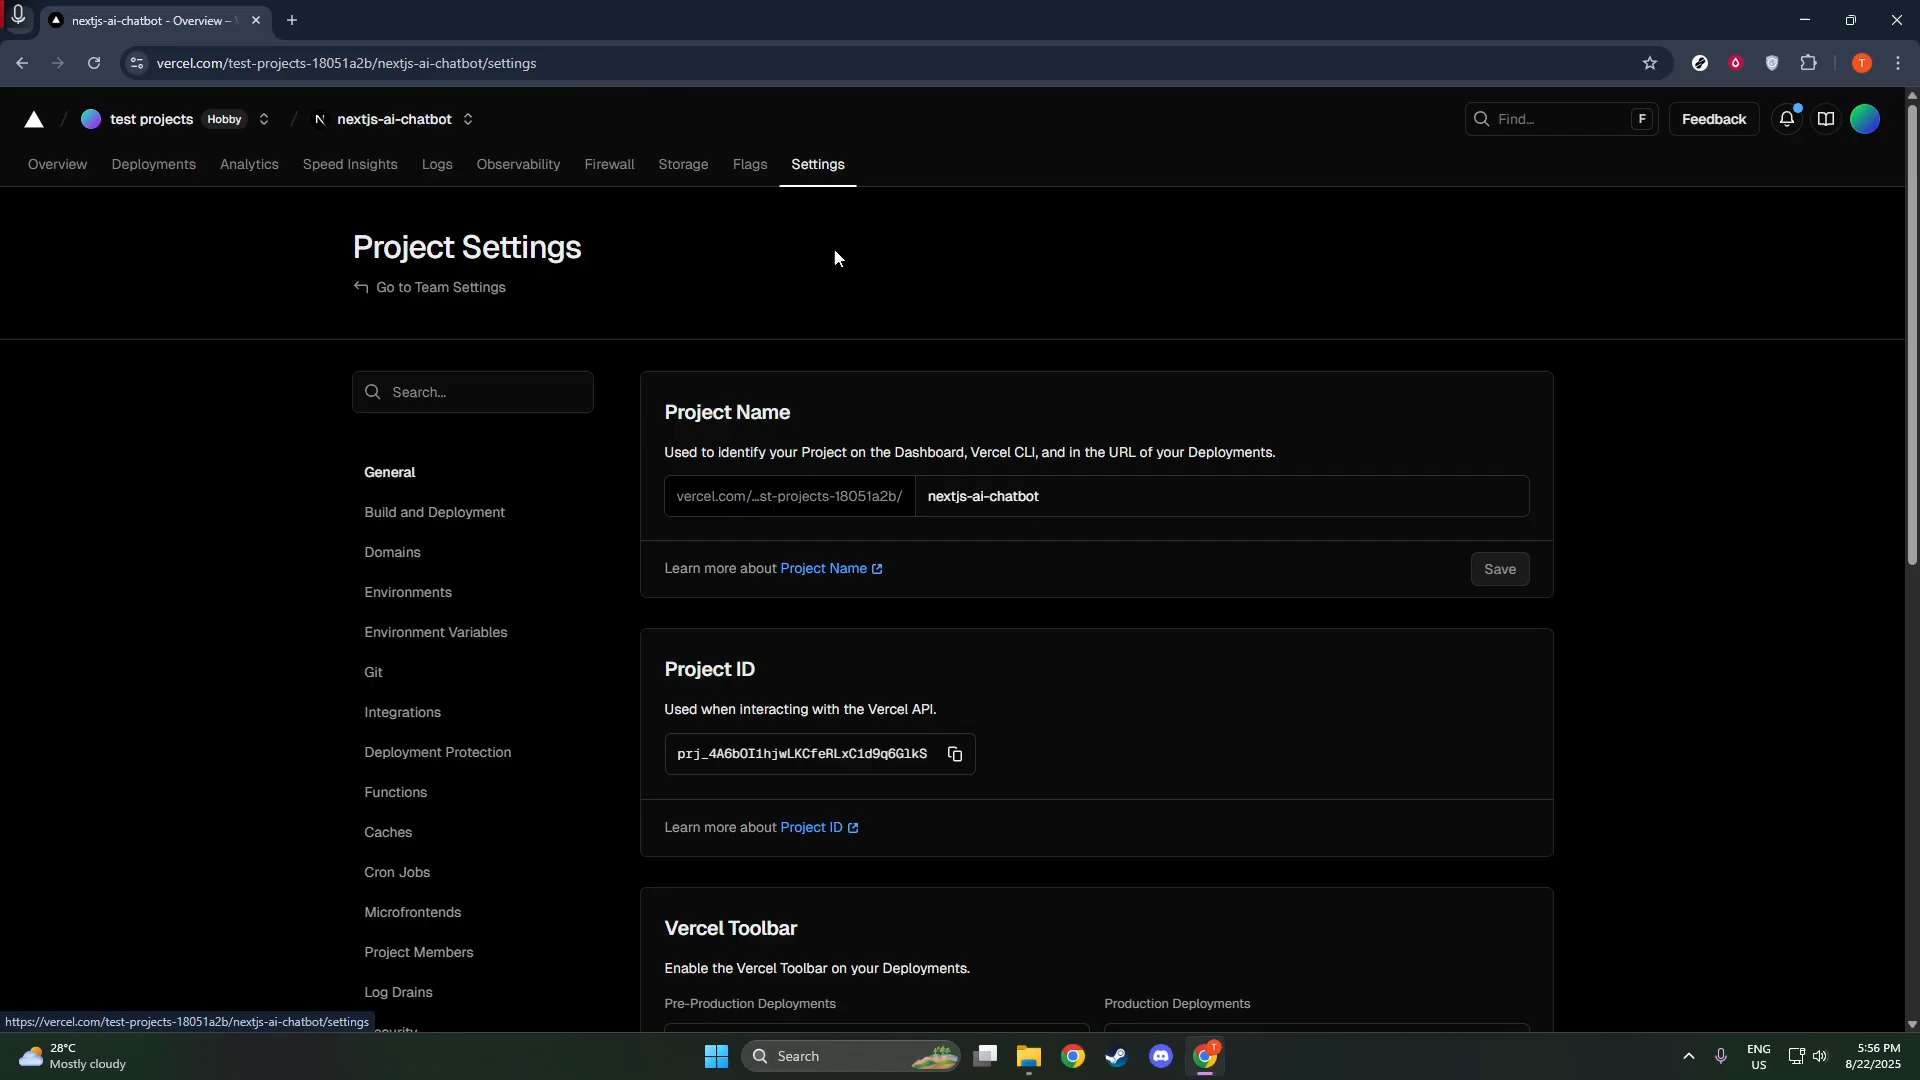 nextjs-ai-chatbot - Overview –
vercel.com/test-projects-18051a2b/nextjs-ai-chatbot/settings
T
test projects Hobby
N nextjs-ai-chatbot
Find... F
Feedback
Overview Deployments Analytics Speed Insights Logs Observability Firewall Storage Flags Settings
Project Settings
Go to Team Settings
Search...
General
Build and Deployment
Domains
Environments
Environment Variables
Git
Integrations
Deployment Protection
Functions
Caches
Cron Jobs
Microfrontends
Project Members
Log Drains
Security
Project Name
Used to identify your Project on the Dashboard, Vercel CLI, and in the URL of your Deployments.
vercel.com/...st-projects-18051a2b/ nextjs-ai-chatbot
Learn more about Project Name
Save
Project ID
Used when interacting with the Vercel API.
prj_4A6bOI1hjwLKCfeRLxC1d9q6GlkS
Learn more about Project ID
Vercel Toolbar
Enable the Vercel Toolbar on your Deployments.
Pre-Production Deployments Production Deployments
https://vercel.com/test-projects-18051a2b/nextjs-ai-chatbot/settings
28°C
Mostly cloudy
Search
T
ENG
US
5:56 PM
8/22/2025